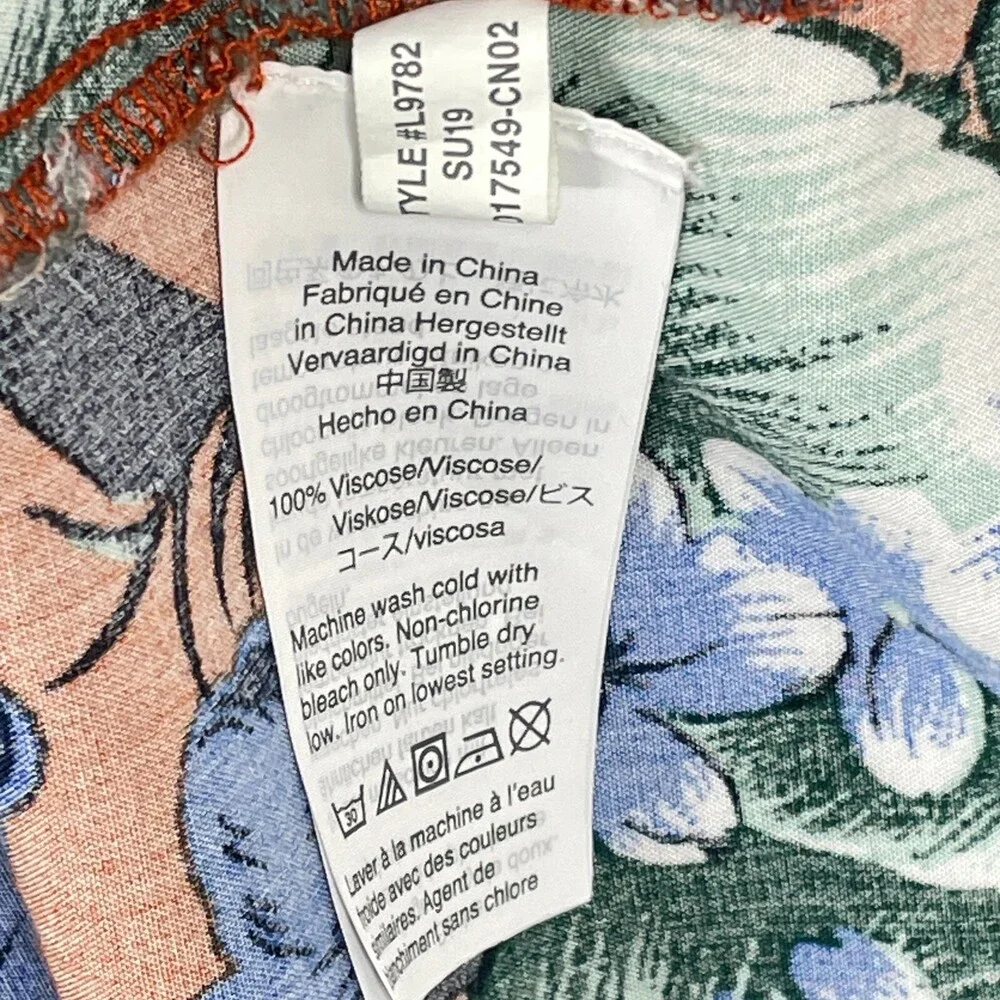 TYLE #L9782
SU19
017549-CN02
Made in China
Fabriqué en Chine
in China Hergestellt
Vervaardigd in China
中国製
Hecho en China
100% Viscose/Viscose/
Viskose/Viscose/ビス
コース/viscosa
Machine wash cold with
like colors. Non-chlorine
bleach only. Tumble dry
low. Iron on lowest setting.
30
Laver à la machine à l'eau
froide avec des couleurs
similaires. Agent de
blanchiment sans chlore